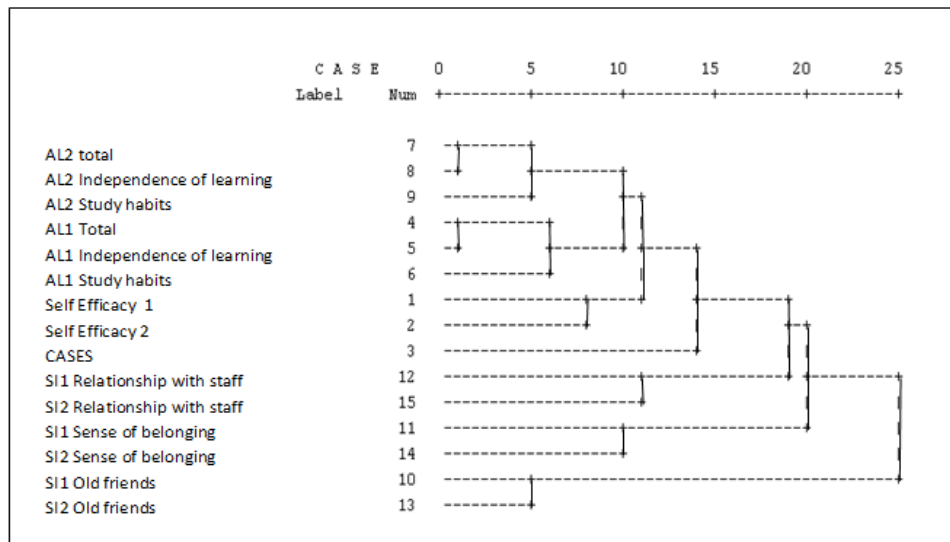 C A S E 0 5 10 15 20 25
Label Num
AL2 total 7
AL2 Independence of learning 8
AL2 Study habits 9
AL1 Total 4
AL1 Independence of learning 5
AL1 Study habits 6
Self Efficacy 1 1
Self Efficacy 2 2
CASES 3
SI1 Relationship with staff 12
SI2 Relationship with staff 15
SI1 Sense of belonging 11
SI2 Sense of belonging 14
SI1 Old friends 10
SI2 Old friends 13